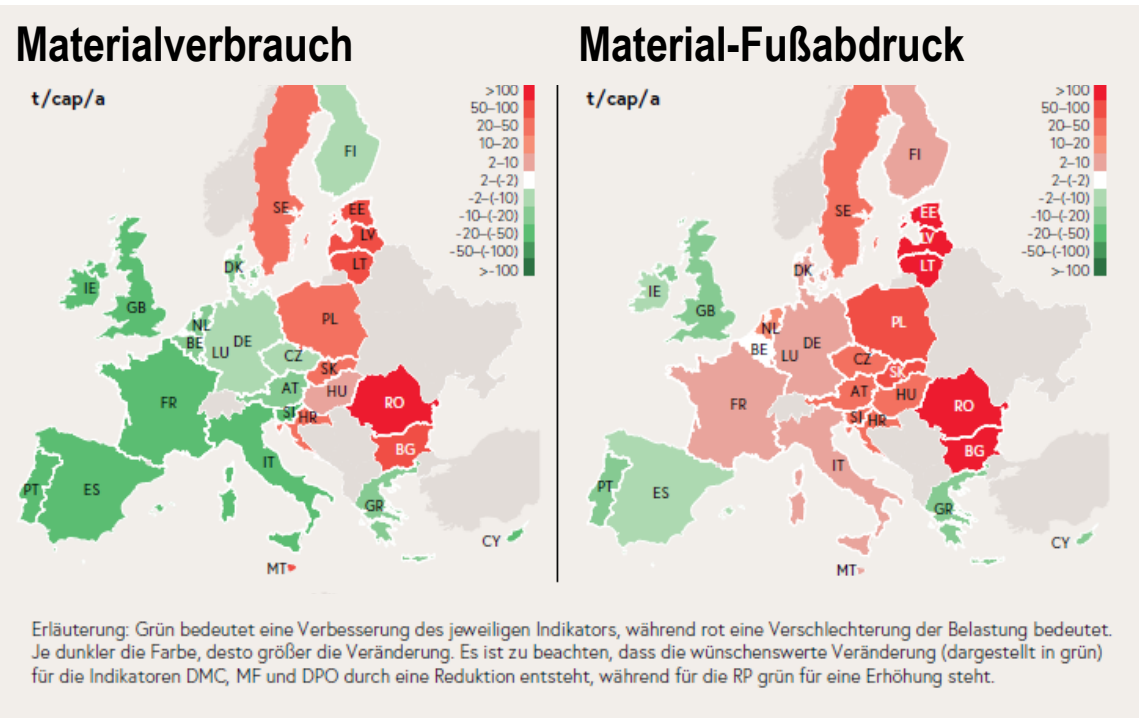 Materialverbrauch
t/cap/a
>100
50–100
20–50
10–20
2–10
2–(-2)
-2–(-10)
-10–(-20)
-20–(-50)
-50–(-100)
>-100
FI
SE
EE
LV
LT
DK
IE
GB
NL
BE
LU
DE
PL
CZ
SK
AT
HU
FR
SI
HR
RO
BG
IT
PT
ES
GR
CY
MT
Material-Fußabdruck
t/cap/a
>100
50–100
20–50
10–20
2–10
2–(-2)
-2–(-10)
-10–(-20)
-20–(-50)
-50–(-100)
>-100
FI
SE
EE
LV
LT
DK
IE
GB
NL
BE
LU
DE
PL
CZ
SK
AT
HU
FR
SI
HR
RO
BG
IT
PT
ES
GR
CY
MT
Erläuterung: Grün bedeutet eine Verbesserung des jeweiligen Indikators, während rot eine Verschlechterung der Belastung bedeutet.
Je dunkler die Farbe, desto größer die Veränderung. Es ist zu beachten, dass die wünschenswerte Veränderung (dargestellt in grün)
für die Indikatoren DMC, MF und DPO durch eine Reduktion entsteht, während für die RP grün für eine Erhöhung steht.